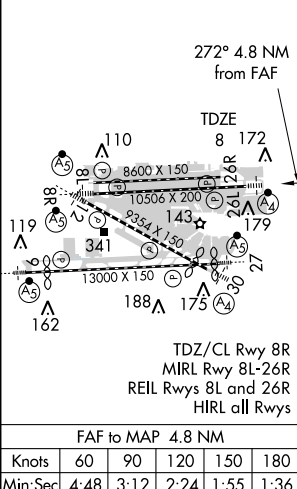 272° 4.8 NM
from FAF
TDZE
8
110
172
8L
8600 X 150
26R
10506 X 200
A5
P
P
8R
12
9354 X 150
26L
A4
A5
P
143
179
119
341
P
A5
9
P
27
13000 X 150
P
30
A5
162
188
175
A4
TDZ/CL Rwy 8R
MIRL Rwy 8L-26R
REIL Rwys 8L and 26R
HIRL all Rwys
FAF to MAP 4.8 NM
Knots 60 90 120 150 180
Min:Sec 4:48 3:12 2:24 1:55 1:36